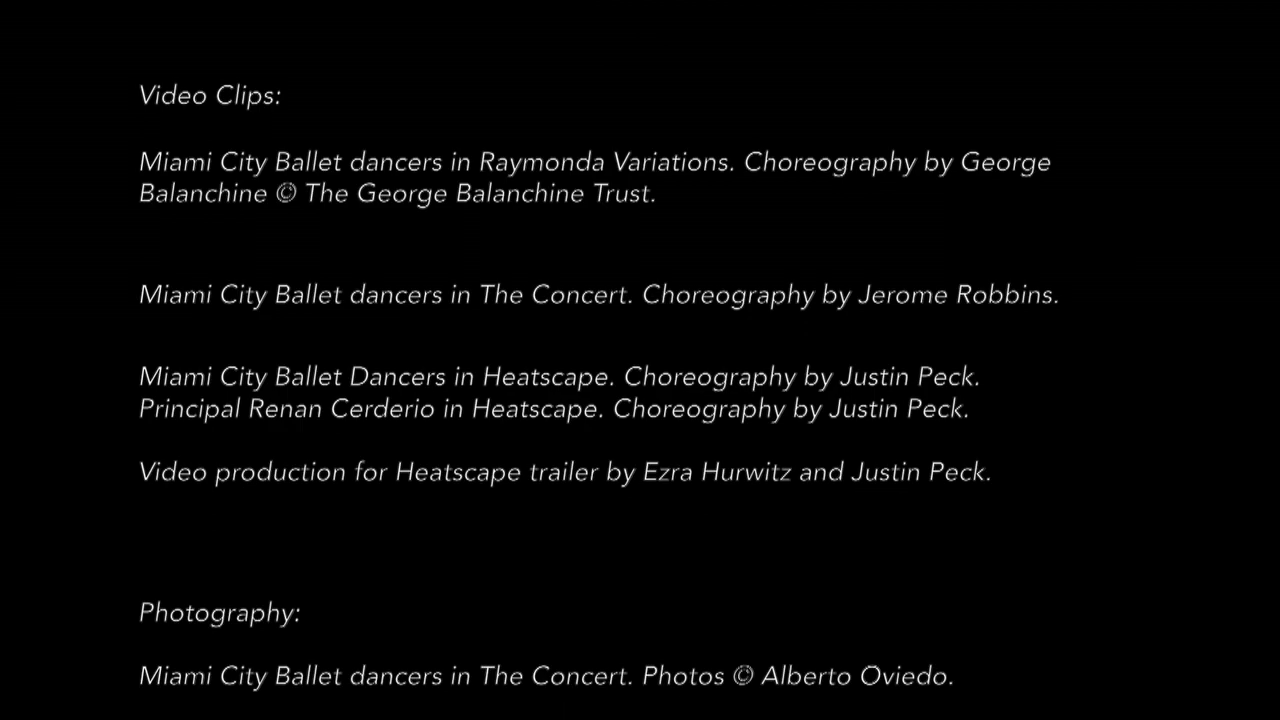 Video Clips:
Miami City Ballet dancers in Raymonda Variations. Choreography by George
Balanchine © The George Balanchine Trust.
Miami City Ballet dancers in The Concert. Choreography by Jerome Robbins.
Miami City Ballet Dancers in Heatscape. Choreography by Justin Peck.
Principal Renan Cerderio in Heatscape. Choreography by Justin Peck.
Video production for Heatscape trailer by Ezra Hurwitz and Justin Peck.
Photography:
Miami City Ballet dancers in The Concert. Photos © Alberto Oviedo.